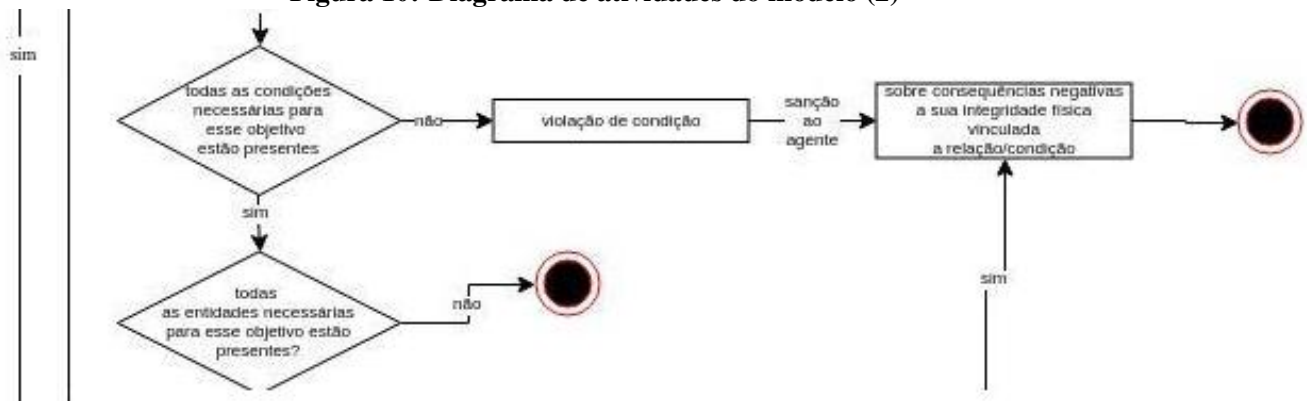 Figura 10: Diagrama de atividades do modelo (2)
sim
todas as condições
necessárias para
esse objetivo
estão presentes
não
violação de condição
sanção
ao
agente
sobre consequências negativas
a sua integridade física
vinculada
a relação/condição
sim
todas
as entidades necessárias
para esse objetivo estão
presentes?
não
sim